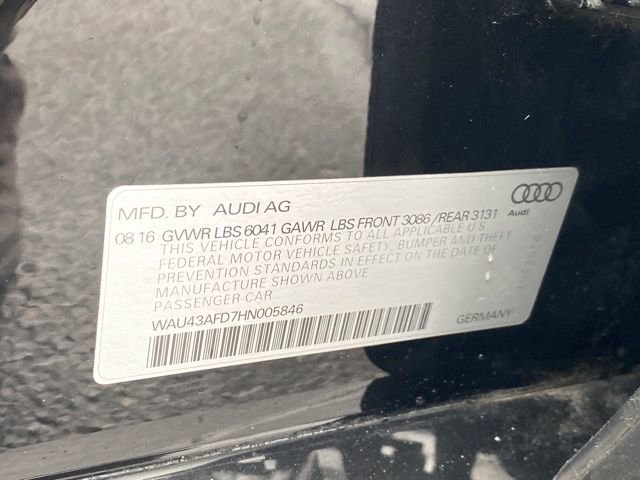 MFD. BY AUDI AG
Audi
08 16 GVWR LBS 6041 GAWR LBS FRONT 3086 /REAR 3131
THIS VEHICLE CONFORMS TO ALL APPLICABLE U S
FEDERAL MOTOR VEHICLE SAFETY, BUMPER AND THEFT
PREVENTION STANDARDS IN EFFECT ON THE DATE OF
MANUFACTURE SHOWN ABOVE
PASSENGER CAR
WAU43AFD7HN005846
GERMANY